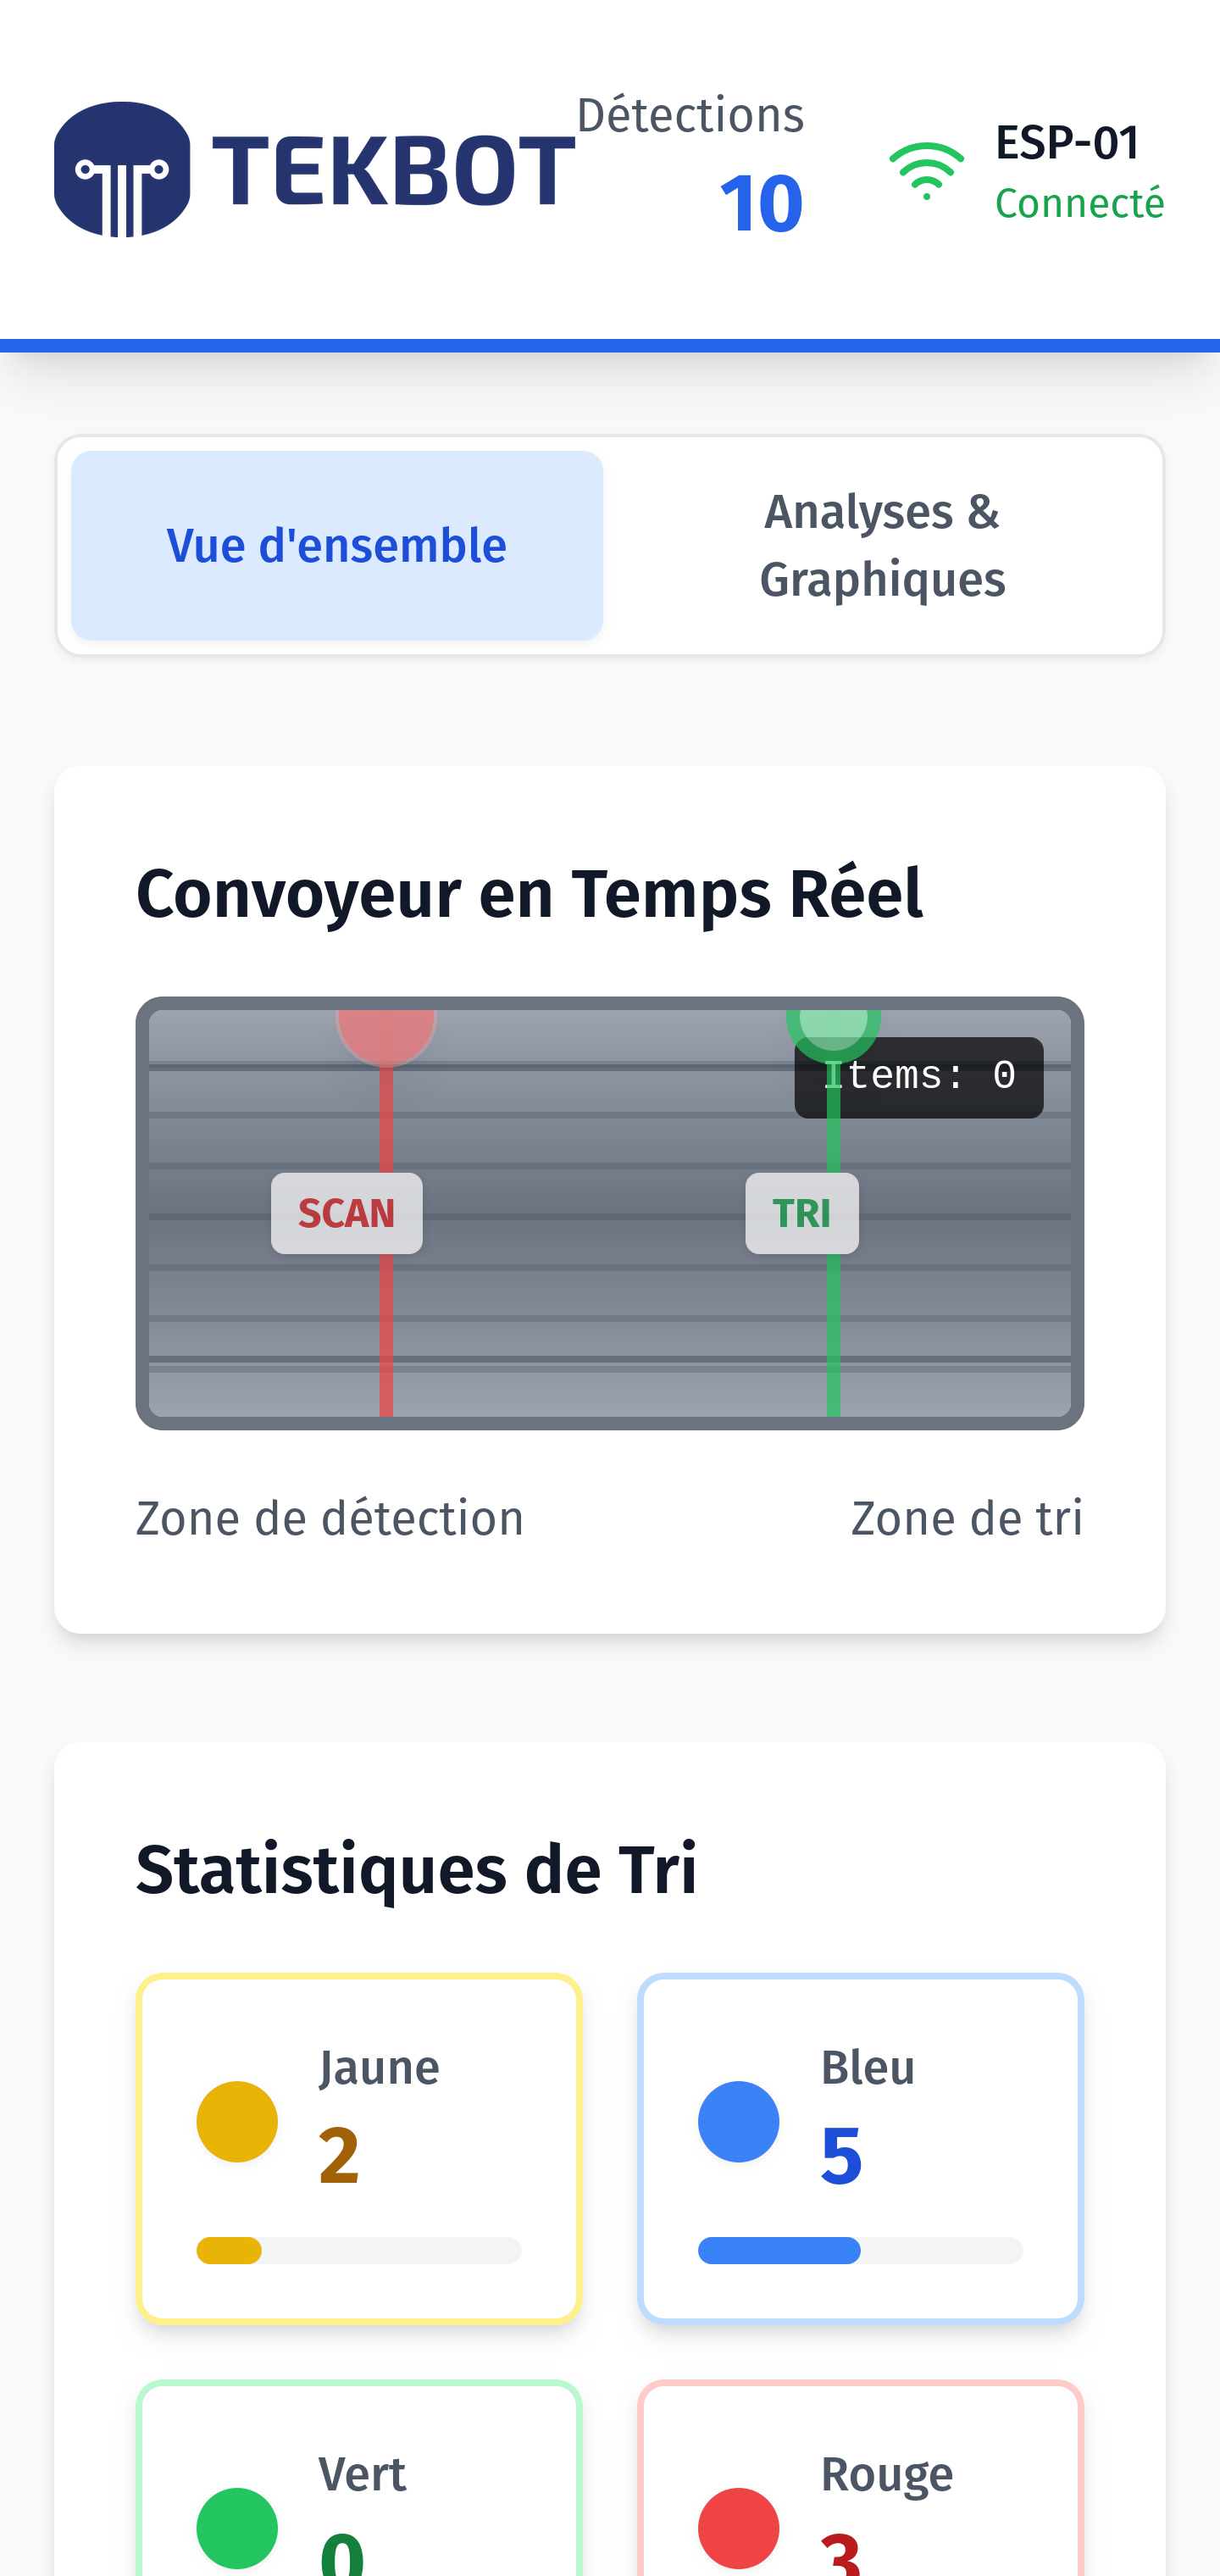 TEKBOT
Détections
10
ESP-01
Connecté
Vue d'ensemble
Analyses &
Graphiques
Convoyeur en Temps Réel
Items: 0
SCAN
TRI
Zone de détection
Zone de tri
Statistiques de Tri
Jaune
2
Bleu
5
Vert
0
Rouge
3